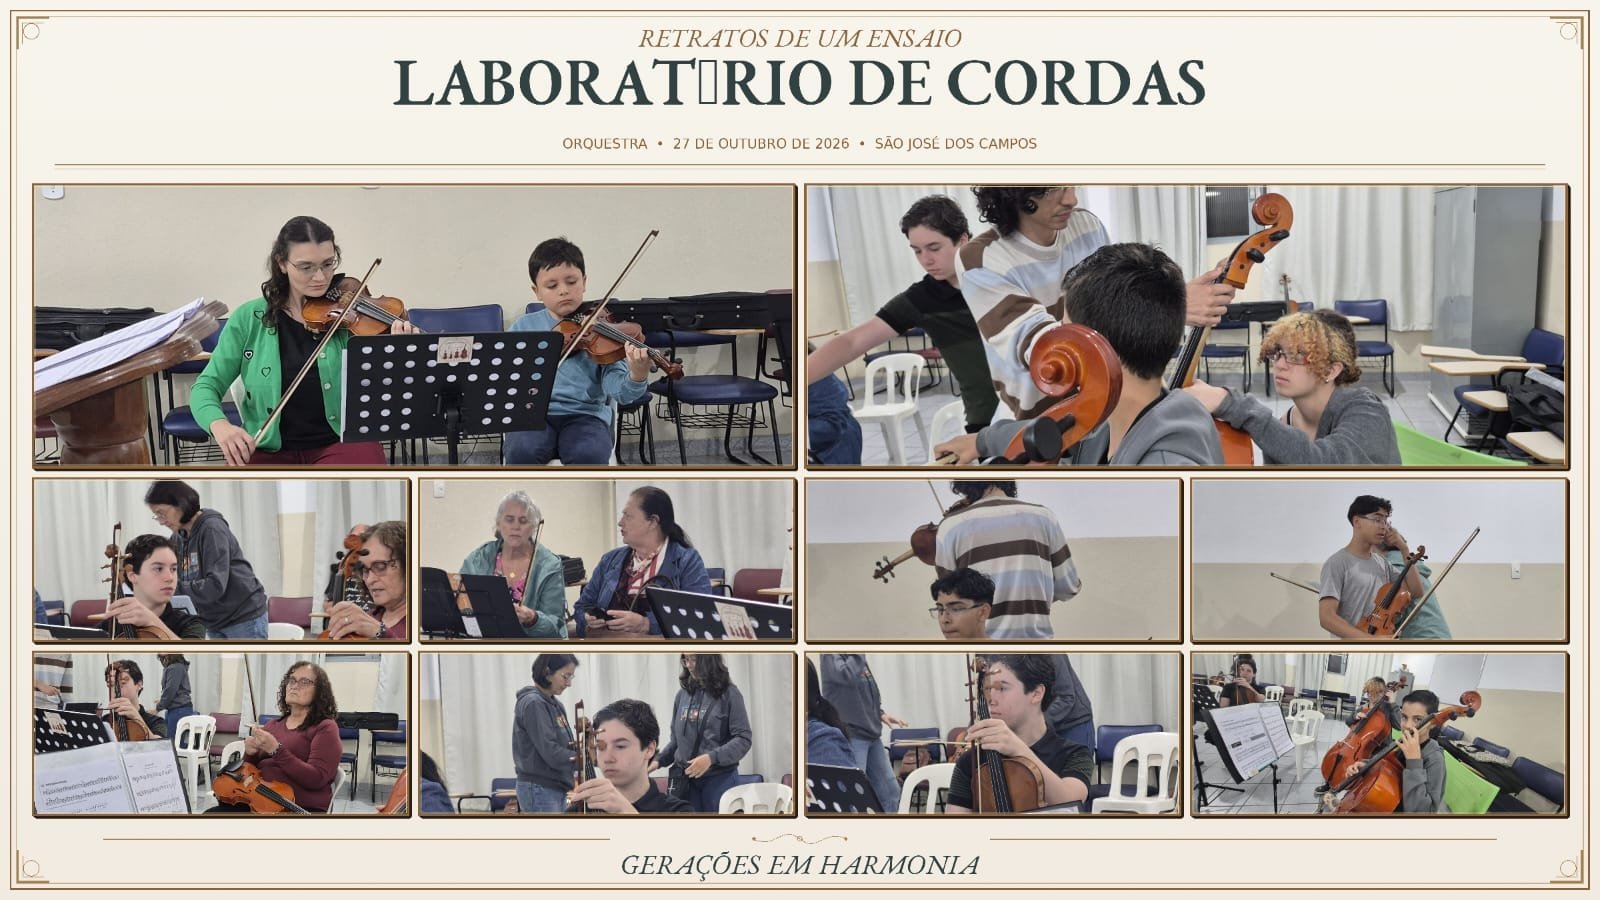 RETRATOS DE UM ENSAIO
LABORAT▯RIO DE CORDAS
ORQUESTRA • 27 DE OUTUBRO DE 2026 • SÃO JOSÉ DOS CAMPOS
GERAÇÕES EM HARMONIA